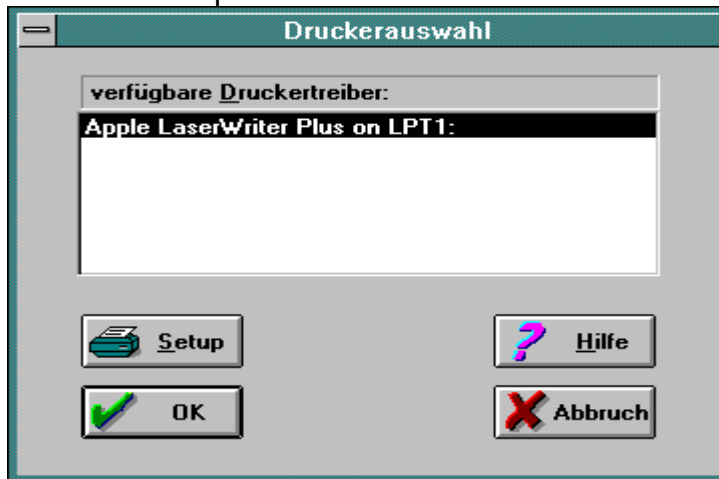 Druckerauswahl
verfügbare Druckertreiber:
Apple LaserWriter Plus on LPT1:
Setup
Hilfe
OK
Abbruch